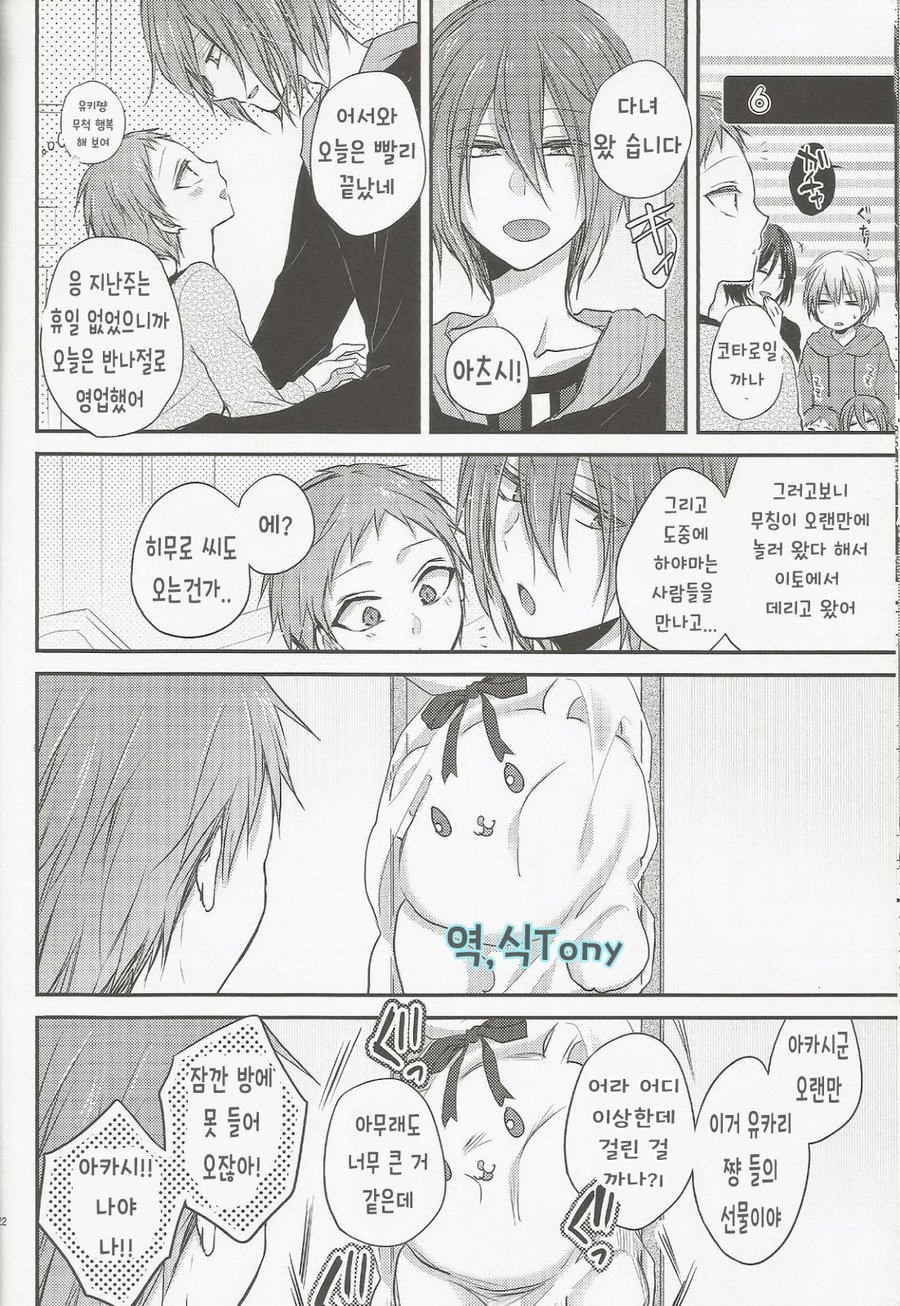 6
ガチャ
ぐったり
코타로일
까나
다녀
왔 습니다
아츠시!
어서와
오늘은 빨리
끝났네
유키쨩
무척 행복
해 보여
응 지난주는
휴일 없었으니까
오늘은 반나절로
영업했어
그러고보니
무칭이 오랜만에
놀러 왔다 해서
이토에서
데리고 왔어
그리고
도중에
하야마는
사람들을
만나고...
에?
히무로 씨도
오는건가..
역,식Tony
아카시군
오랜만
이거 유카리
쨩 들의
선물이야
어라 어디
이상한데
걸린 걸
까나?!
아무래도
너무 큰 거
같은데
잠깐 방에
못 들어
오잖아!
아카시!!
나야
나!!
22